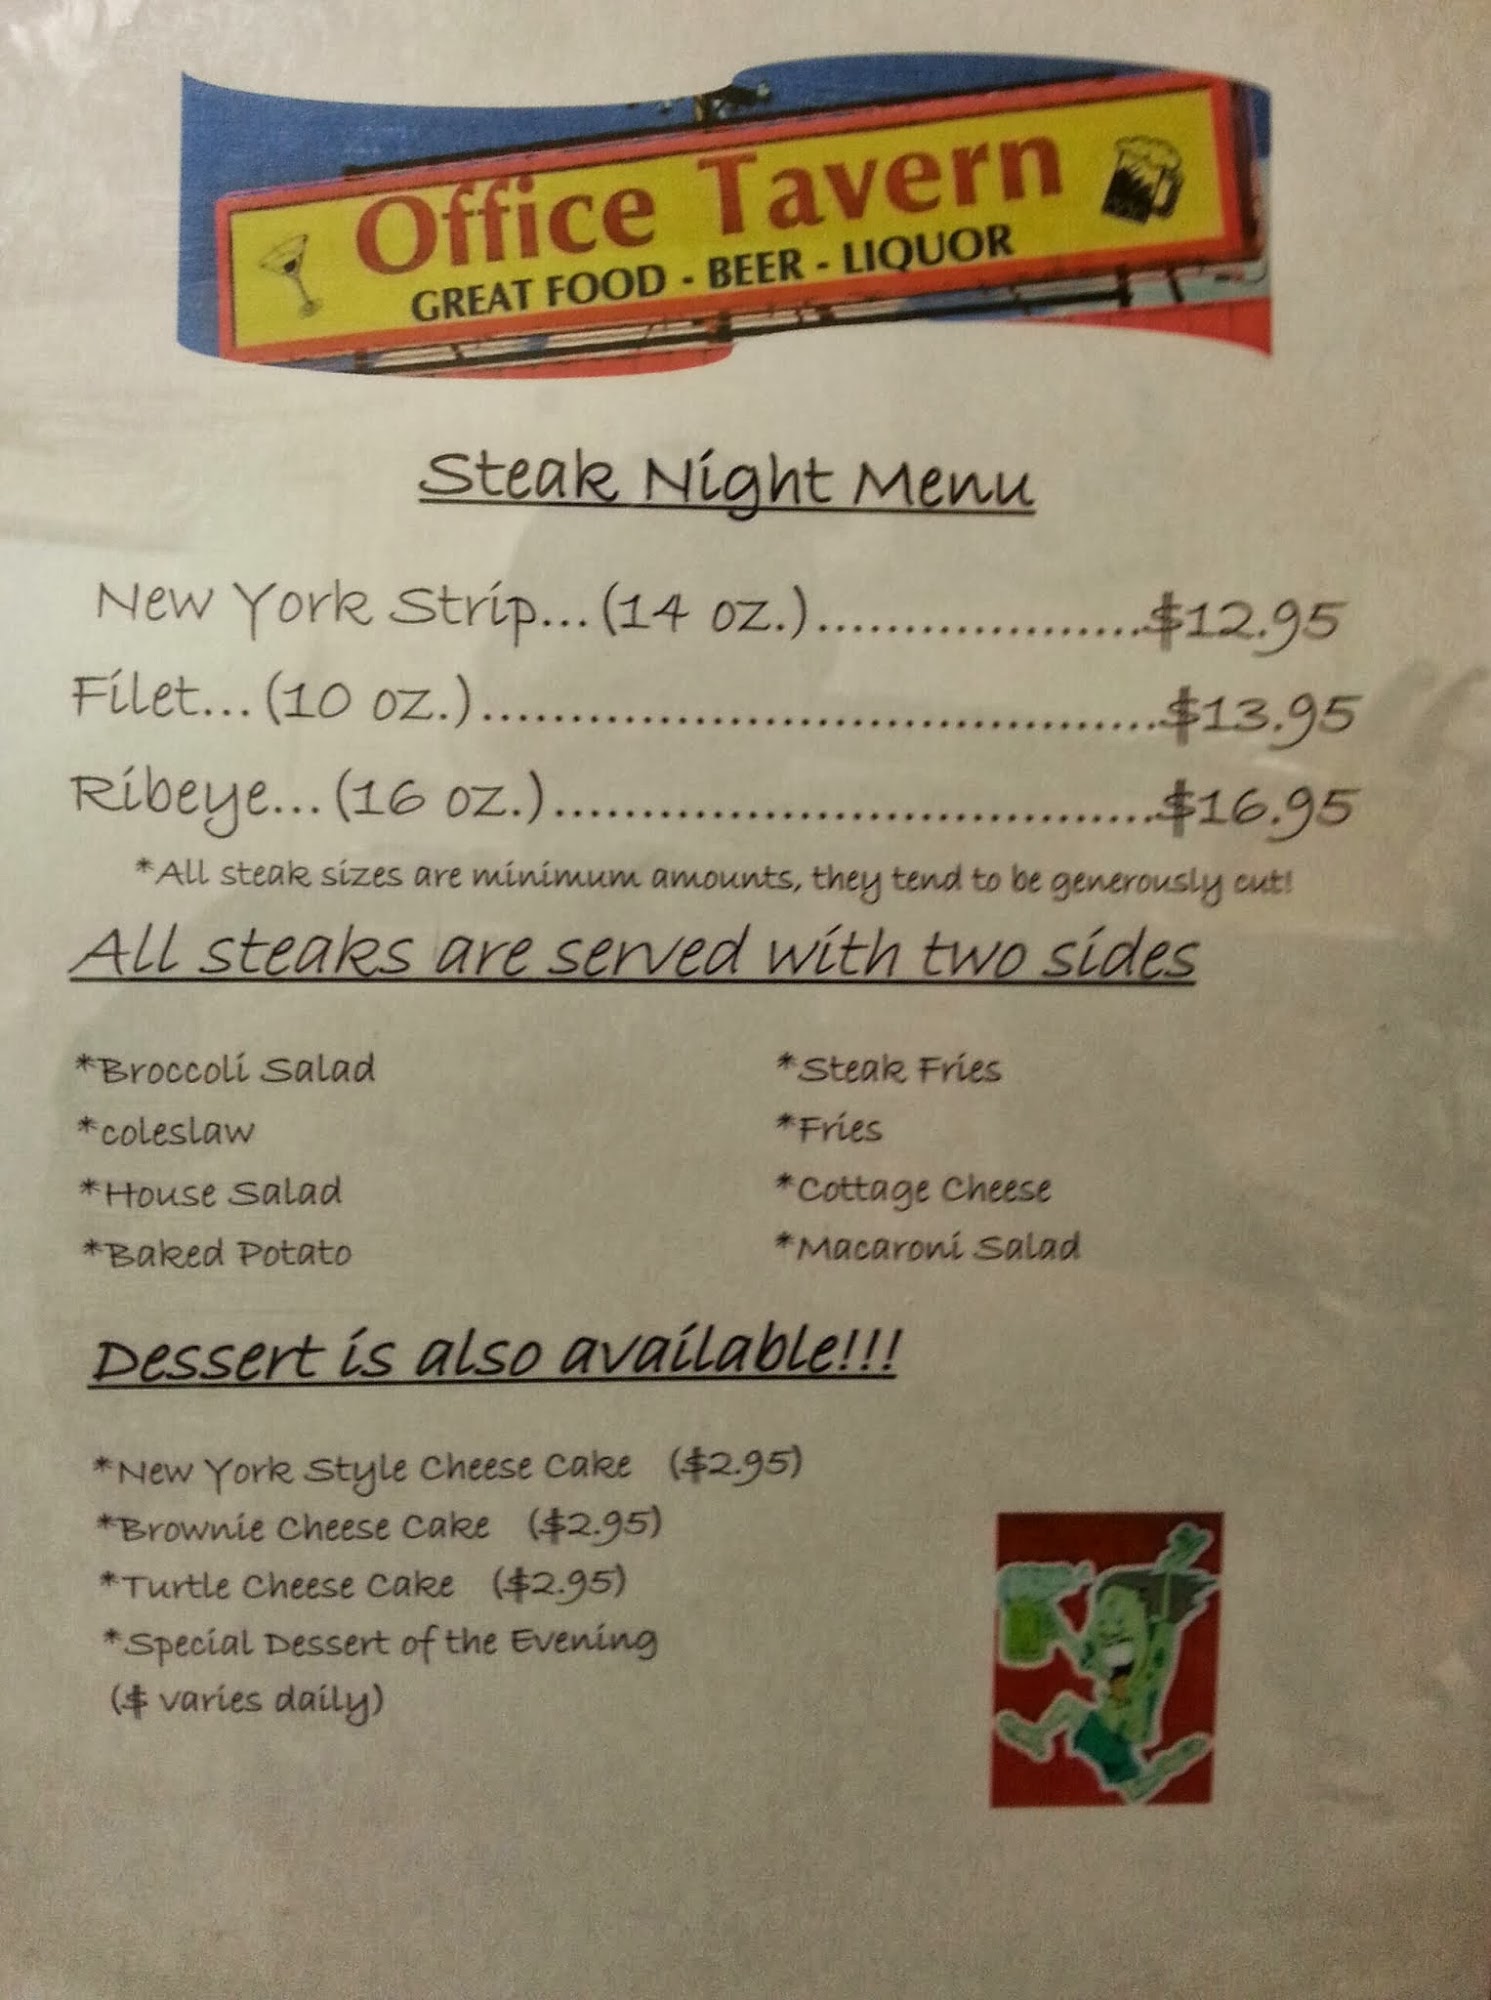 Office Tavern
GREAT FOOD - BEER - LIQUOR
Steak Night Menu
New York Strip...(14 oz.).......................$12.95
Filet...(10 oz.)...............................................$13.95
Ribeye...(16 oz.)..........................................$16.95
*All steak sizes are minimum amounts, they tend to be generously cut!
All steaks are served with two sides
*Broccoli Salad
*coleslaw
*House Salad
*Baked Potato
*Steak Fries
*Fries
*Cottage Cheese
*Macaroni Salad
Dessert is also available!!!
*New York Style Cheese Cake ($2.95)
*Brownie Cheese Cake ($2.95)
*Turtle Cheese Cake ($2.95)
*Special Dessert of the Evening
($ varies daily)